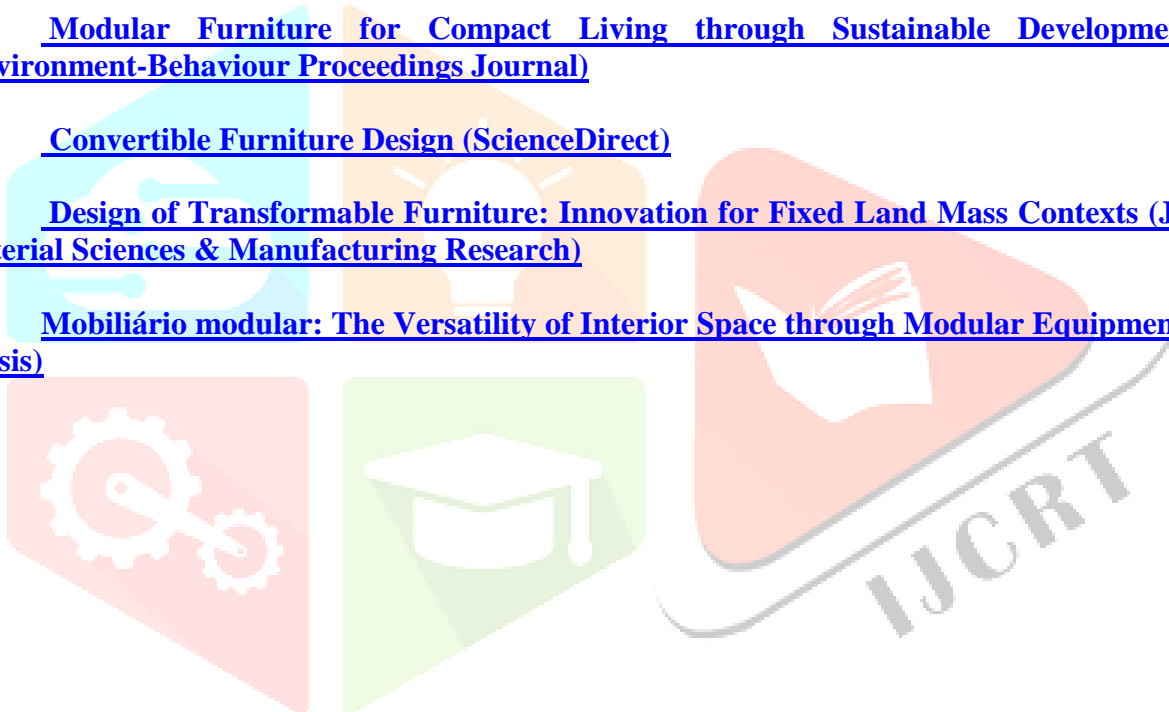 Modular Furniture for Compact Living through Sustainable Developme
vironment-Behaviour Proceedings Journal)
Convertible Furniture Design (ScienceDirect)
Design of Transformable Furniture: Innovation for Fixed Land Mass Contexts (J
terial Sciences & Manufacturing Research)
Mobiliário modular: The Versatility of Interior Space through Modular Equipmen
sis)
IJCRT